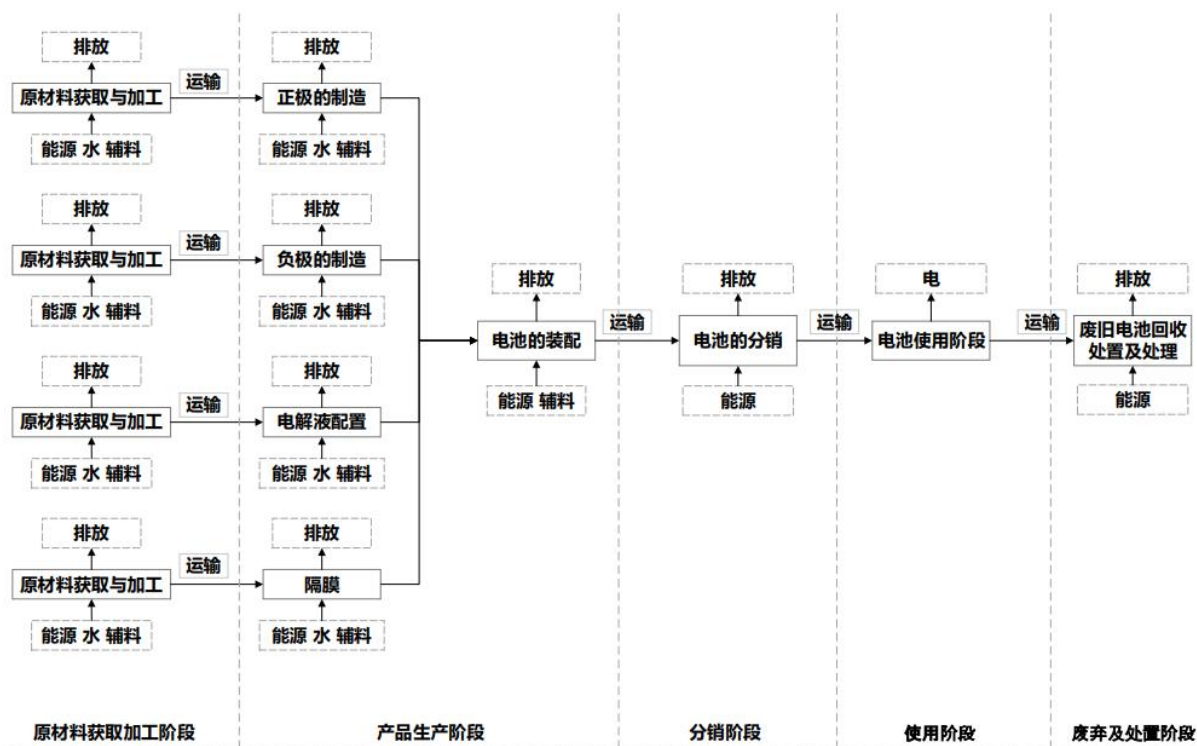 排放
排放
运输
原材料获取与加工
正极的制造
能源 水 辅料
能源 水 辅料
排放
排放
运输
原材料获取与加工
负极的制造
能源 水 辅料
能源 水 辅料
排放
排放
电
排放
运输
运输
运输
电池的装配
电池的分销
电池使用阶段
废旧电池回收
处置及处理
能源 辅料
能源
能源
排放
排放
运输
原材料获取与加工
电解液配置
能源 水 辅料
能源 水 辅料
排放
排放
运输
原材料获取与加工
隔膜
能源 水 辅料
能源 水 辅料
原材料获取加工阶段
产品生产阶段
分销阶段
使用阶段
废弃及处置阶段